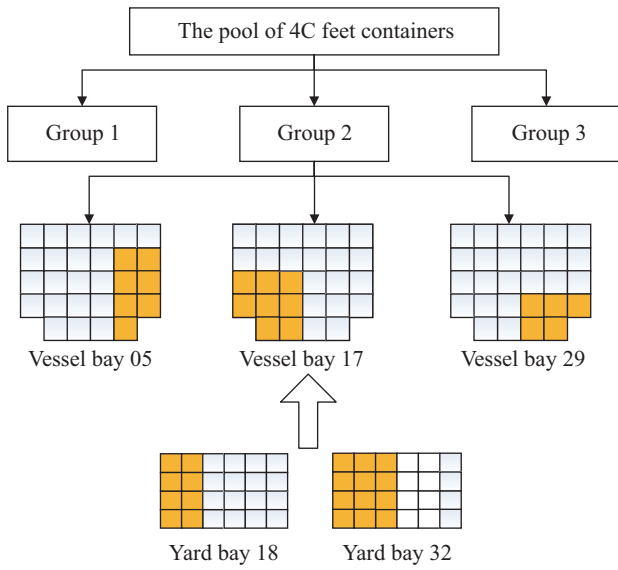 The pool of 4C feet containers
Group 1
Group 2
Group 3
Vessel bay 05
Vessel bay 17
Vessel bay 29
Yard bay 18
Yard bay 32